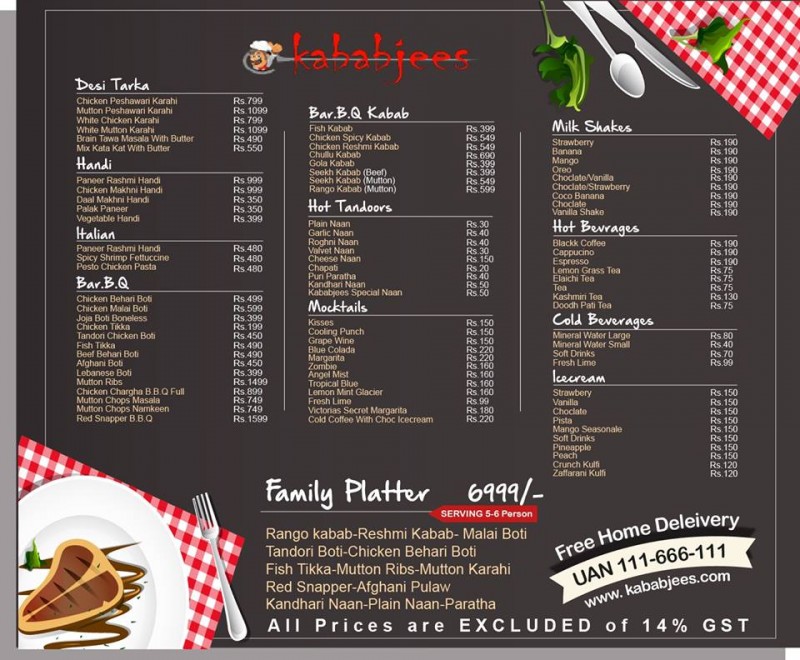 kababjees
Desi Tarka
Chicken Peshawari Karahi Rs.799
Mutton Peshawari Karahi Rs.1099
White Chicken Karahi Rs.799
White Mutton Karahi Rs.1099
Brain Tawa Masala With Butter Rs.490
Mix Kata Kat With Butter Rs.550
Handi
Paneer Rashmi Handi Rs.999
Chicken Makhni Handi Rs.999
Daal Makhni Handi Rs.350
Palak Paneer Rs.350
Vegetable Handi Rs.399
Italian
Paneer Rashmi Handi Rs.480
Spicy Shrimp Fettuccine Rs.480
Pesto Chicken Pasta Rs.480
Bar.B.Q
Chicken Behari Boti Rs.499
Chicken Malai Boti Rs.599
Joja Boti Boneless Rs.399
Chicken Tikka Rs.199
Tandori Chicken Boti Rs.450
Fish Tikka Rs.490
Beef Behari Boti Rs.490
Afghani Boti Rs.450
Lebanese Boti Rs.399
Mutton Ribs Rs.1499
Chicken Chargha B.B.Q Full Rs.899
Mutton Chops Masala Rs.749
Mutton Chops Namkeen Rs.749
Red Snapper B.B.Q Rs.1599
Bar.B.Q Kabab
Fish Kabab Rs.399
Chicken Spicy Kabab Rs.549
Chicken Reshmi Kabab Rs.549
Chullu Kabab Rs.690
Gola Kabab Rs.399
Seekh Kabab (Beef) Rs.399
Seekh Kabab (Mutton) Rs.549
Rango Kabab (Mutton) Rs.599
Hot Tandoors
Plain Naan Rs.30
Garlic Naan Rs.40
Roghni Naan Rs.40
Valvet Naan Rs.30
Cheese Naan Rs.150
Chapati Rs.20
Puri Paratha Rs.40
Kandhari Naan Rs.50
Kababjees Special Naan Rs.50
Mocktails
Kisses Rs.150
Cooling Punch Rs.150
Grape Wine Rs.150
Blue Colada Rs.220
Margarita Rs.220
Zombie Rs.160
Angel Mist Rs.160
Tropical Blue Rs.160
Lemon Mint Glacier Rs.160
Fresh Lime Rs.99
Victorias Secret Margarita Rs.180
Cold Coffee With Choc Icecream Rs.220
Milk Shakes
Strawberry Rs.190
Banana Rs.190
Mango Rs.190
Oreo Rs.190
Choclate/Vanilla Rs.190
Choclate/Strawberry Rs.190
Coco Banana Rs.190
Choclate Rs.190
Vanilla Shake Rs.190
Hot Bevrages
Blackk Coffee Rs.190
Cappucino Rs.190
Espresso Rs.190
Lemon Grass Tea Rs.75
Elaichi Tea Rs.75
Tea Rs.75
Kashmiri Tea Rs.130
Doodh Pati Tea Rs.75
Cold Beverages
Mineral Water Large Rs.80
Mineral Water Small Rs.40
Soft Drinks Rs.70
Fresh Lime Rs.99
Icecream
Strawbery Rs.150
Vanilla Rs.150
Choclate Rs.150
Pista Rs.150
Mango Seasonale Rs.150
Soft Drinks Rs.150
Pineapple Rs.150
Peach Rs.150
Crunch Kulfi Rs.120
Zaffarani Kulfi Rs.120
Family Platter 6999/-
SERVING 5-6 Person
Rango kabab-Reshmi Kabab- Malai Boti
Tandori Boti-Chicken Behari Boti
Fish Tikka-Mutton Ribs-Mutton Karahi
Red Snapper-Afghani Pulaw
Kandhari Naan-Plain Naan-Paratha
Free Home Deleivery
UAN 111-666-111
www.kababjees.com
All Prices are EXCLUDED of 14% GST